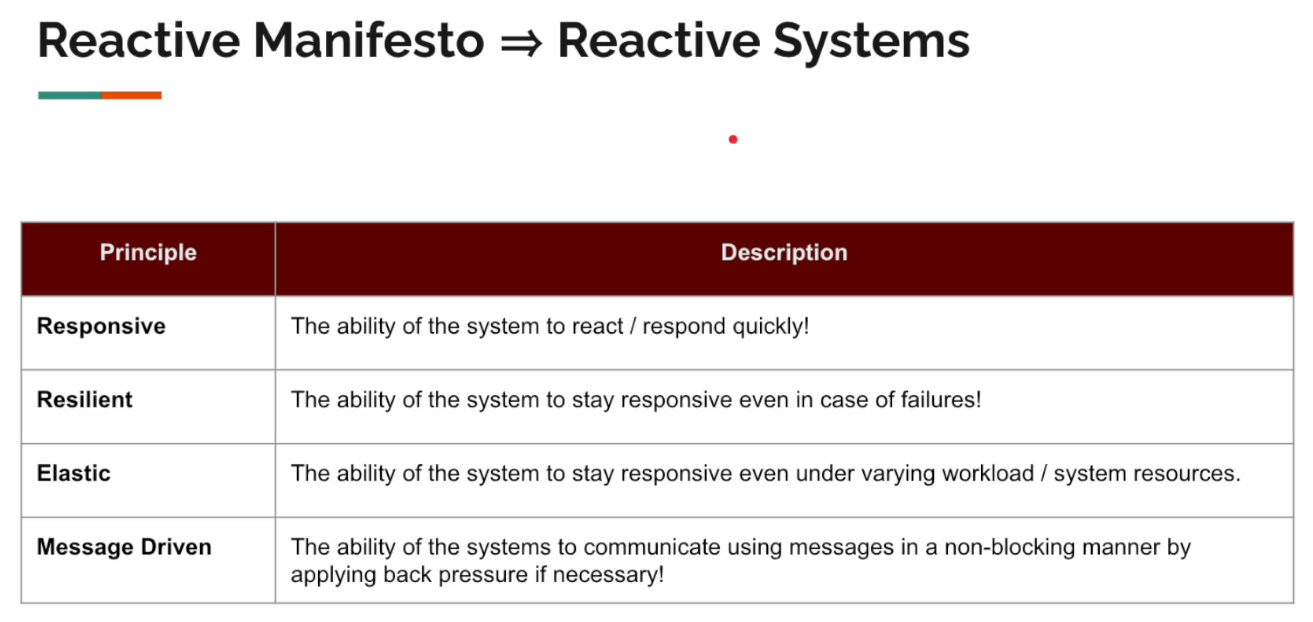 Reactive Manifesto ⇒ Reactive Systems
Principle
Description
Responsive
The ability of the system to react / respond quickly!
Resilient
The ability of the system to stay responsive even in case of failures!
Elastic
The ability of the system to stay responsive even under varying workload / system resources.
Message Driven
The ability of the systems to communicate using messages in a non-blocking manner by
applying back pressure if necessary!